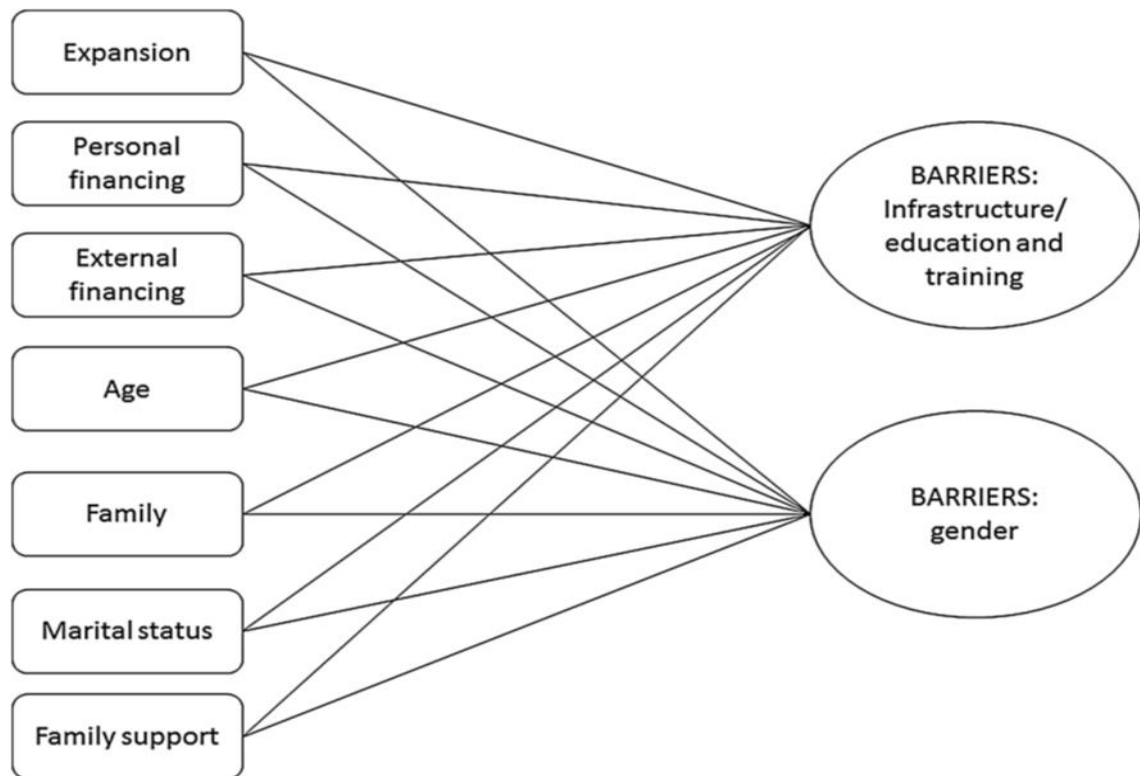 Expansion
Personal
financing
External
financing
Age
Family
Marital status
Family support
BARRIERS:
Infrastructure/
education and
training
BARRIERS:
gender